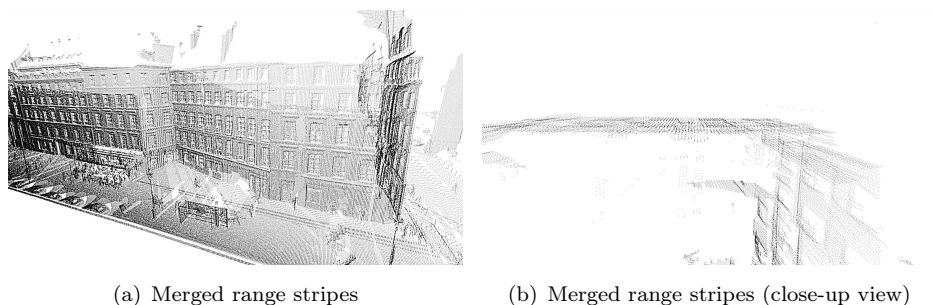 (a) Merged range stripes
(b) Merged range stripes (close-up view)